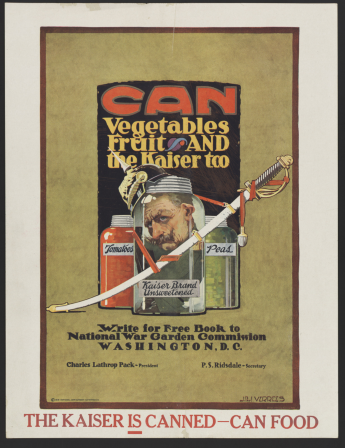 CAN
Vegetables
Fruit AND
the Kaiser too
Tomatoes
Peas.
Kaiser Brand
Unsweetened
Write for Free Book to
National War Garden Commission
WASHINGTON, D.C.
Charles Lathrop Pack - President
P. S. Ridsdale - Secretary
THE KAISER IS CANNED—CAN FOOD